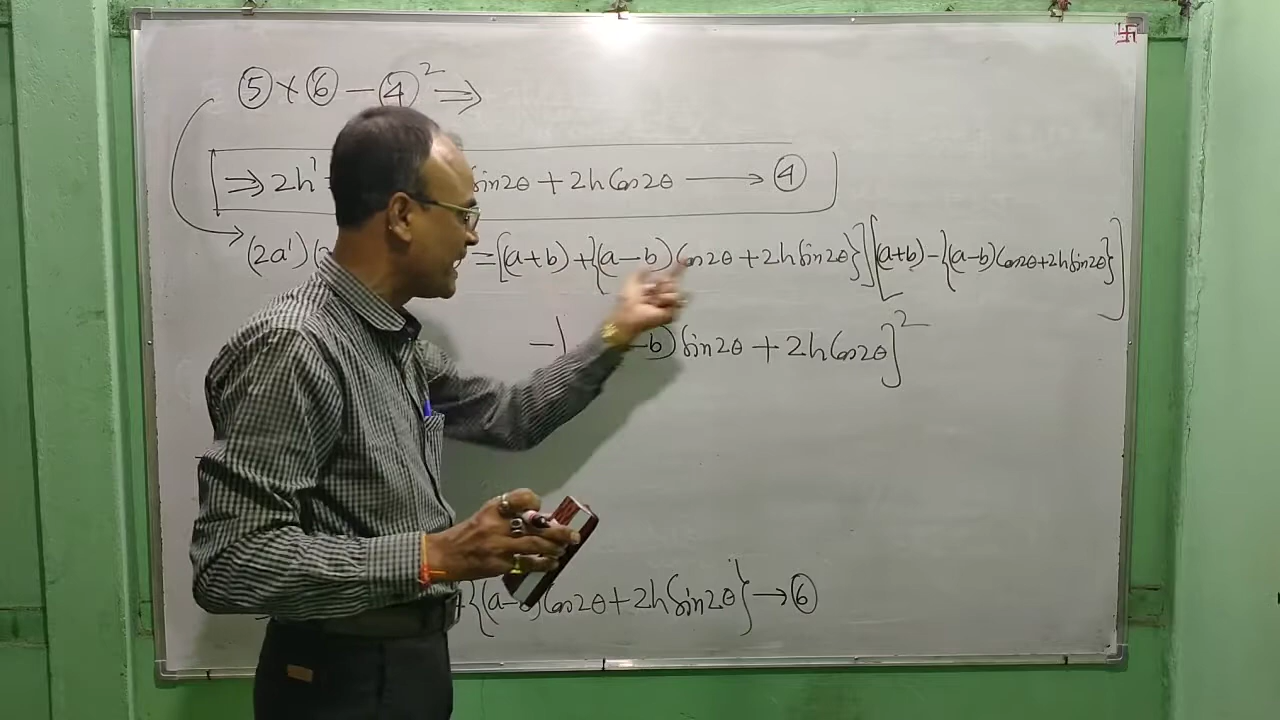 ⑤ × ⑥ − ④² ⇒
⇒ 2h' sin2θ + 2h Cos2θ ⟶ ④
(2a')( = [(a+b) + {(a−b) Cos2θ + 2h Sin2θ}] [(a+b) − {(a−b) Cos2θ + 2h Sin2θ}]
− [ −b) Sin2θ + 2h Cos2θ]²
{(a−b) Cos2θ + 2h Sin2θ} → ⑥